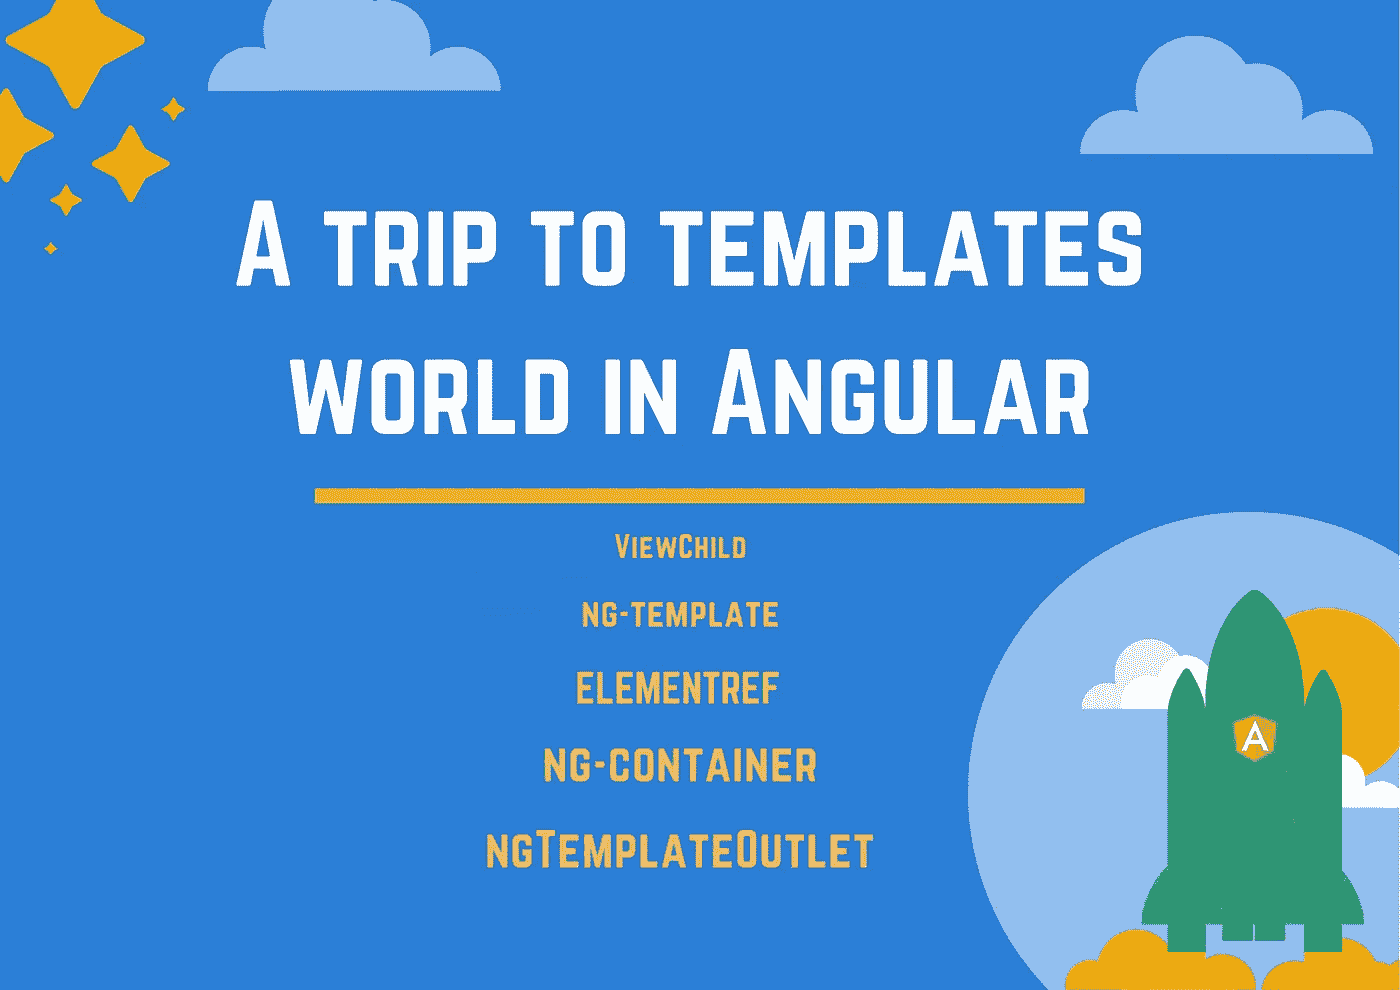 A trip to templates
world in Angular
ViewChild
ng-template
elementref
ng-container
ngTemplateOutlet
A